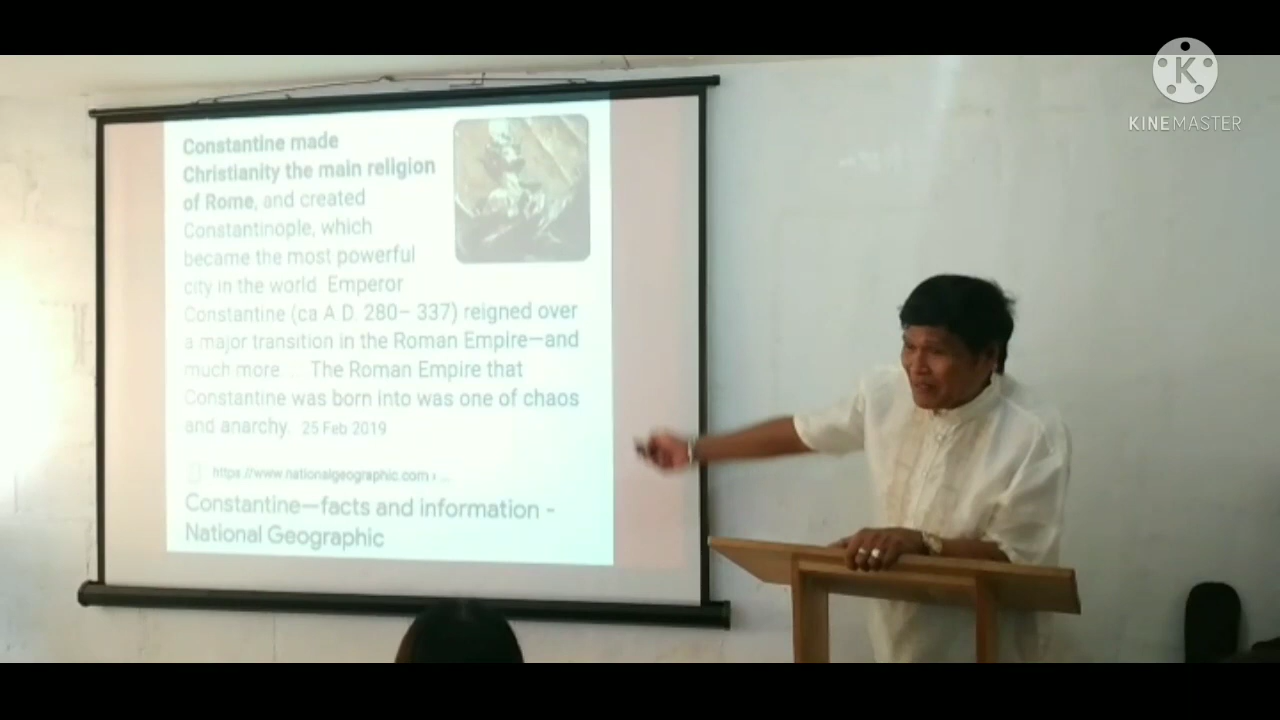 Constantine made
Christianity the main religion
of Rome, and created
Constantinople, which
became the most powerful
city in the world. Emperor
Constantine (ca A.D. 280– 337) reigned over
a major transition in the Roman Empire—and
much more. ... The Roman Empire that
Constantine was born into was one of chaos
and anarchy. 25 Feb 2019
https://www.nationalgeographic.com › ...
Constantine—facts and information -
National Geographic
K
KINEMASTER